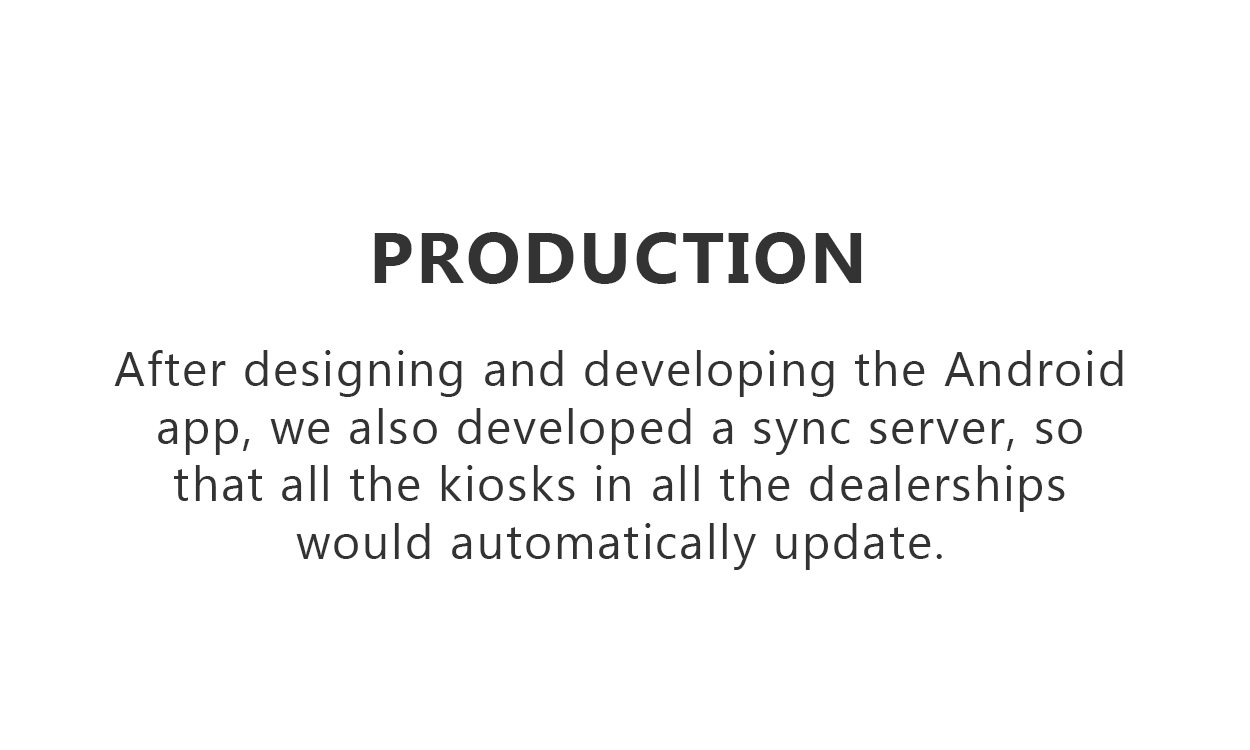 PRODUCTION
After designing and developing the Android
app, we also developed a sync server, so
that all the kiosks in all the dealerships
would automatically update.